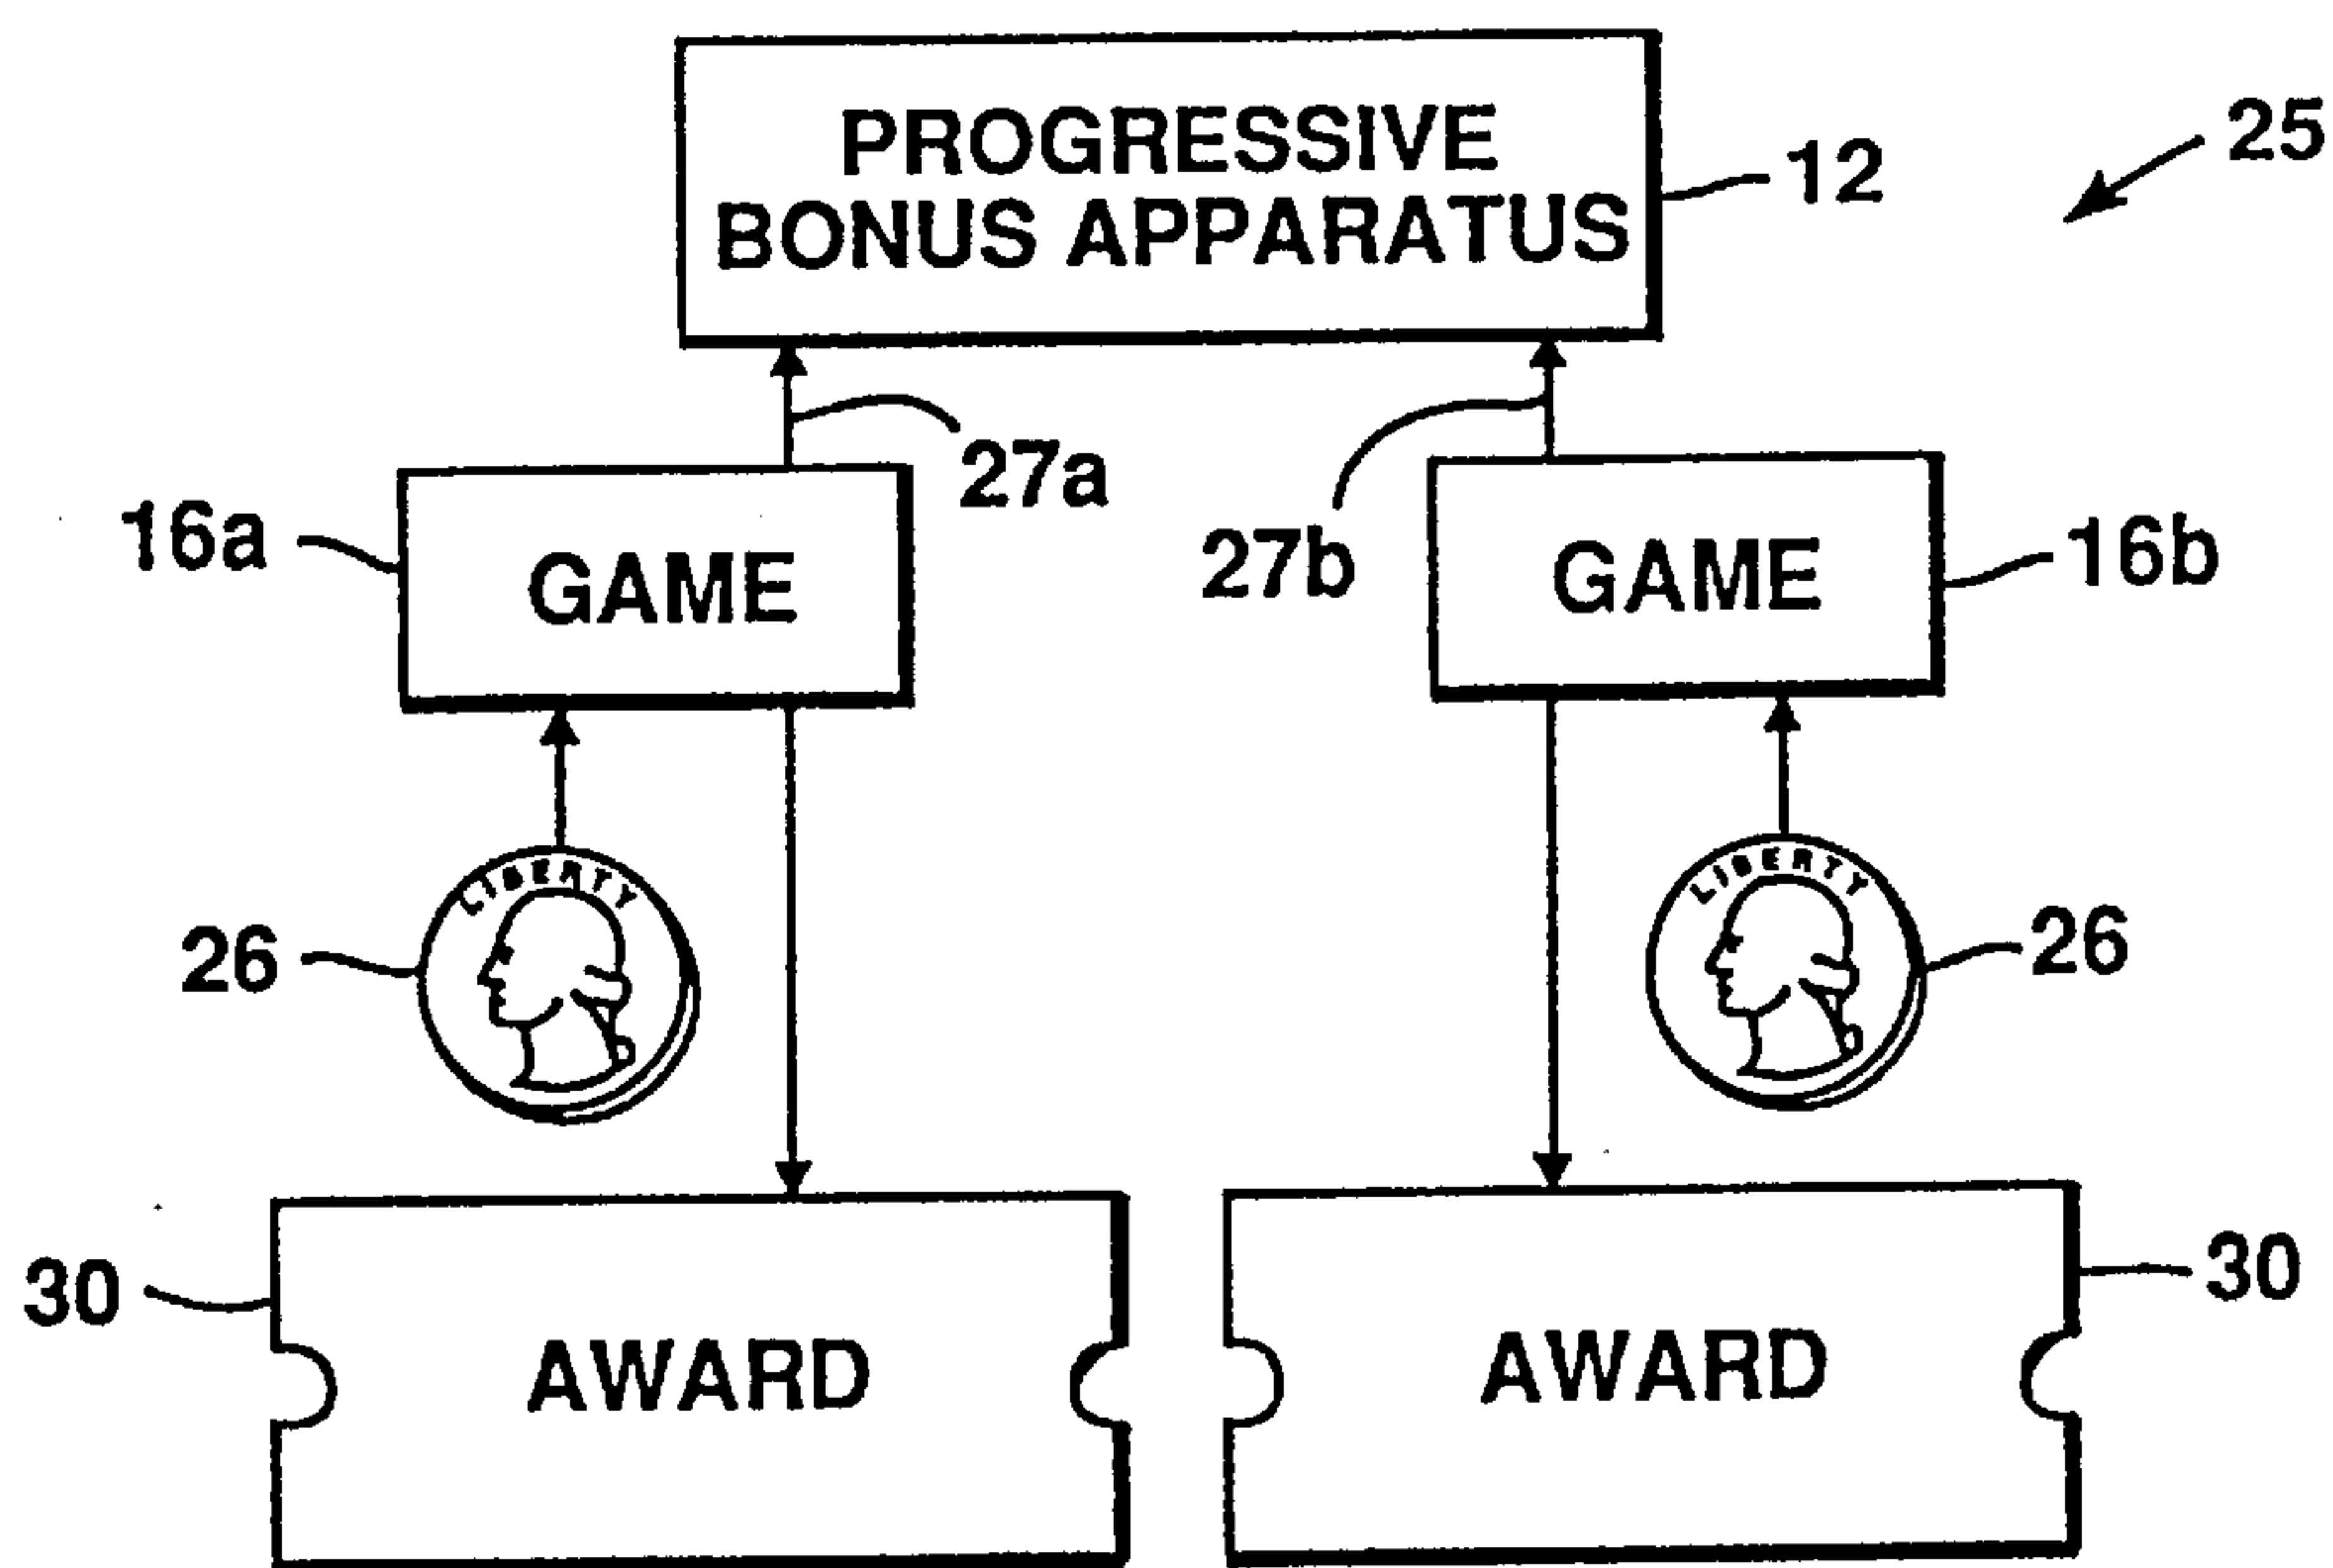 PROGRESSIVE
BONUS APPARATUS
12
25
27a
27b
16a
GAME
GAME
16b
LIBERTY
LIBERTY
26
26
30
AWARD
AWARD
30